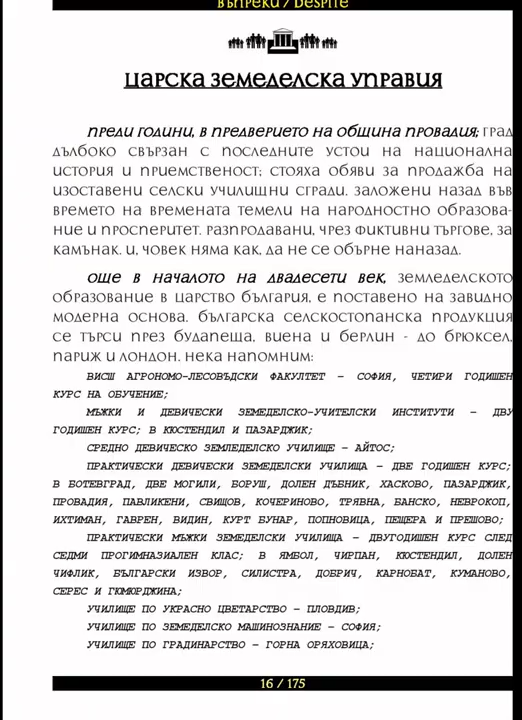 ВЪПРЕКИ / DESPITE
ЦАРСКА ЗЕМЕДЕЛСКА УПРАВИЯ
ПРЕДИ ГОДИНИ, В ПРЕДВЕРИЕТО НА ОБЩИНА ПРОВАДИЯ; ГРАД
ДЪЛБОКО СВЪРЗАН С ПОСЛЕДНИТЕ УСТОИ НА НАЦИОНАЛНА
ИСТОРИЯ И ПРИЕМСТВЕНОСТ; СТОЯХА ОБЯВИ ЗА ПРОДАЖБА НА
ИЗОСТАВЕНИ СЕЛСКИ УЧИЛИЩНИ СГРАДИ. ЗАЛОЖЕНИ НАЗАД ВЪВ
ВРЕМЕТО НА ВРЕМЕНАТА ТЕМЕЛИ НА НАРОДНОСТНО ОБРАЗОВА-
НИЕ И ПРОСПЕРИТЕТ. РАЗПРОДАВАНИ, ЧРЕЗ ФИКТИВНИ ТЪРГОВЕ, ЗА
КАМЪНАК. И, ЧОВЕК НЯМА КАК, ДА НЕ СЕ ОБЪРНЕ НАНАЗАД.
ОЩЕ В НАЧАЛОТО НА ДВАДЕСЕТИ ВЕК, ЗЕМЛЕДЕЛСКОТО
ОБРАЗОВАНИЕ В ЦАРСТВО БЪЛГАРИЯ, Е ПОСТАВЕНО НА ЗАВИДНО
МОДЕРНА ОСНОВА. БЪЛГАРСКА СЕЛСКОСТОПАНСКА ПРОДУКЦИЯ
СЕ ТЪРСИ ПРЕЗ БУДАПЕЩА, ВИЕНА И БЕРЛИН - ДО БРЮКСЕЛ,
ПАРИЖ И ЛОНДОН. НЕКА НАПОМНИМ:
ВИСШ АГРОНОМО-ЛЕСОВЪДСКИ ФАКУЛТЕТ – СОФИЯ, ЧЕТИРИ ГОДИШЕН
КУРС НА ОБУЧЕНИЕ;
МЪЖКИ И ДЕВИЧЕСКИ ЗЕМЕДЕЛСКО-УЧИТЕЛСКИ ИНСТИТУТИ – ДВУ
ГОДИШЕН КУРС; В КЮСТЕНДИЛ И ПАЗАРДЖИК;
СРЕДНО ДЕВИЧЕСКО ЗЕМЛЕДЕЛСКО УЧИЛИЩЕ – АЙТОС;
ПРАКТИЧЕСКИ ДЕВИЧЕСКИ ЗЕМЕДЕЛСКИ УЧИЛИЩА – ДВЕ ГОДИШЕН КУРС;
В БОТЕВГРАД, ДВЕ МОГИЛИ, БОРУШ, ДОЛЕН ДЪБНИК, ХАСКОВО, ПАЗАРДЖИК,
ПРОВАДИЯ, ПАВЛИКЕНИ, СВИЩОВ, КОЧЕРИНОВО, ТРЯВНА, БАНСКО, НЕВРОКОП,
ИХТИМАН, ГАВРЕН, ВИДИН, КУРТ БУНАР, ПОПНОВИЦА, ПЕЩЕРА И ПРЕШОВО;
ПРАКТИЧЕСКИ МЪЖКИ ЗЕМЕДЕЛСКИ УЧИЛИЩА – ДВУГОДИШЕН КУРС СЛЕД
СЕДМИ ПРОГИМНАЗИАЛЕН КЛАС; В ЯМБОЛ, ЧИРПАН, КЮСТЕНДИЛ, ДОЛЕН
ЧИФЛИК, БЪЛГАРСКИ ИЗВОР, СИЛИСТРА, ДОБРИЧ, КАРНОБАТ, КУМАНОВО,
СЕРЕС И ГЮМЮРДЖИНА;
УЧИЛИЩЕ ПО УКРАСНО ЦВЕТАРСТВО – ПЛОВДИВ;
УЧИЛИЩЕ ПО ЗЕМЕДЕЛСКО МАШИНОЗНАНИЕ – СОФИЯ;
УЧИЛИЩЕ ПО ГРАДИНАРСТВО – ГОРНА ОРЯХОВИЦА;
16 / 175